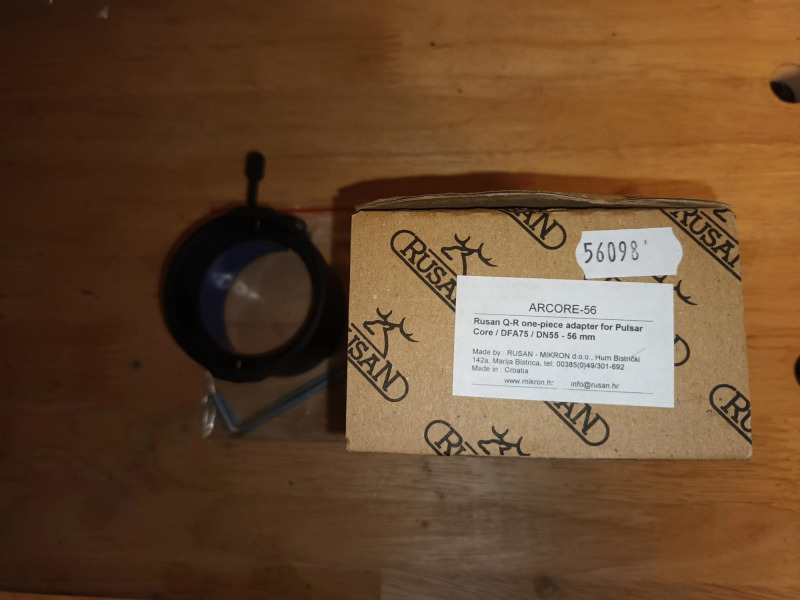 RUSAN
RUSAN
RUSAN
56098
ARCORE-56
Rusan Q-R one-piece adapter for Pulsar
Core / DFA75 / DN55 - 56 mm
Made by : RUSAN - MIKRON d.o.o., Hum Bistrički
142a, Marija Bistrica, tel: 00385(0)49/301-692
Made in : Croatia
www.mikron.hr info@rusan.hr
RUSAN